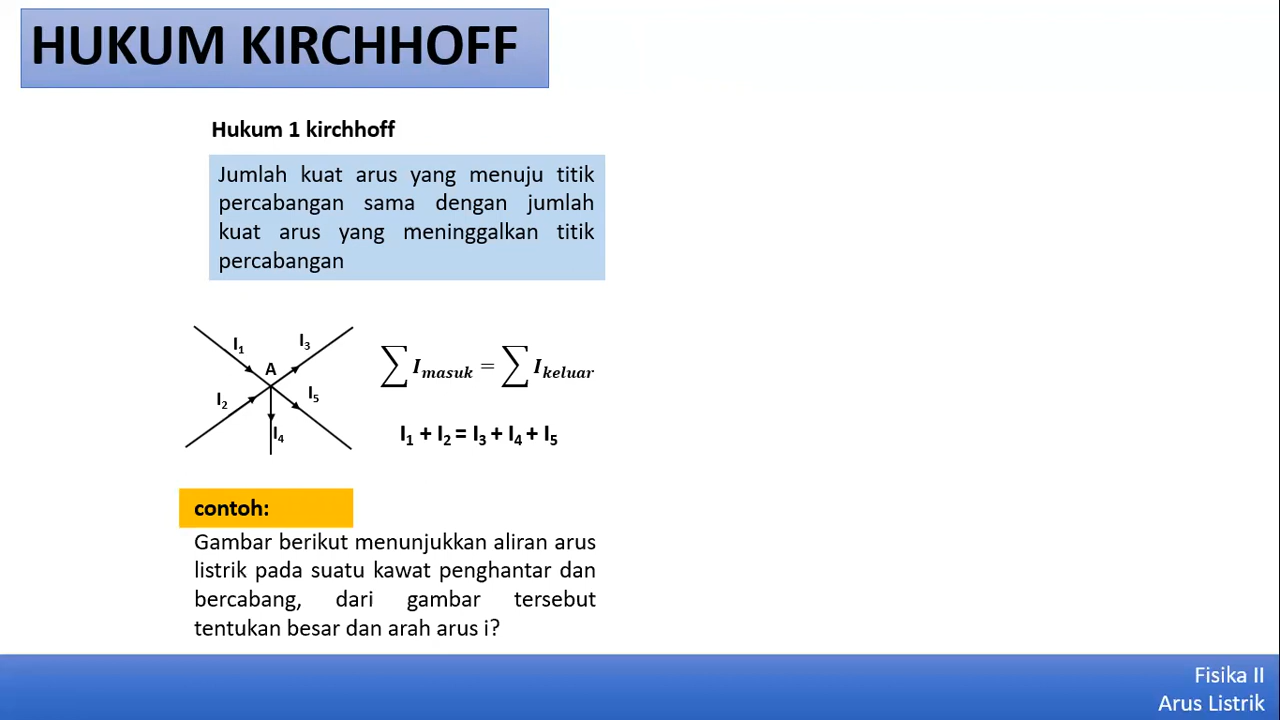 HUKUM KIRCHHOFF
Hukum 1 kirchhoff
Jumlah kuat arus yang menuju titik
percabangan sama dengan jumlah
kuat arus yang meninggalkan titik
percabangan
I₁
I₃
A
I₂
I₅
I₄
∑ I masuk = ∑ I keluar
I₁ + I₂ = I₃ + I₄ + I₅
contoh:
Gambar berikut menunjukkan aliran arus
listrik pada suatu kawat penghantar dan
bercabang, dari gambar tersebut
tentukan besar dan arah arus i?
Fisika II
Arus Listrik